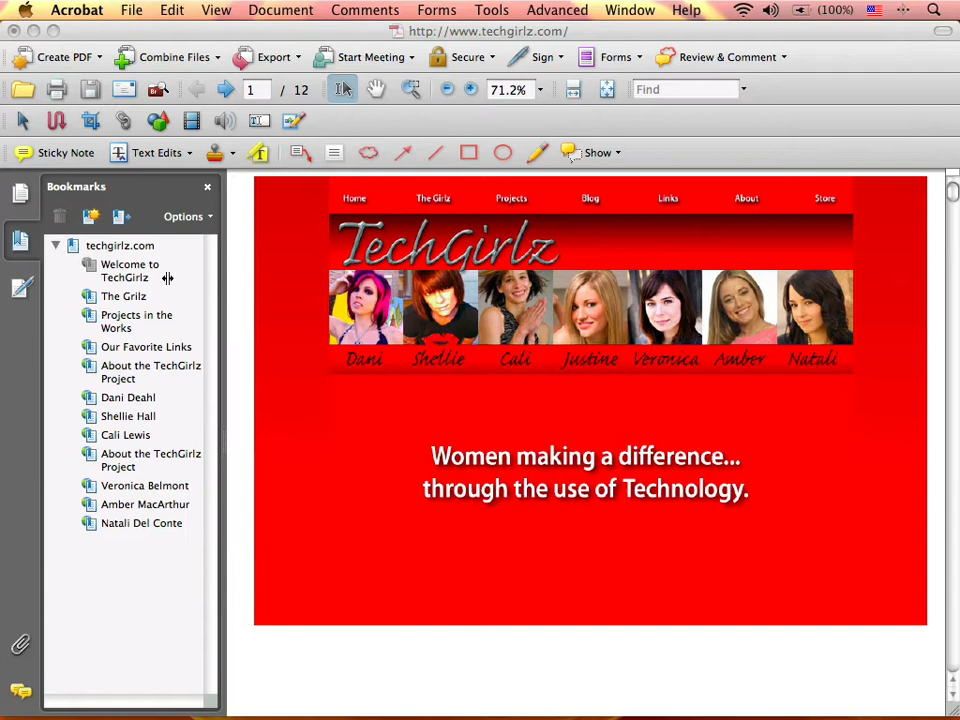 Acrobat File Edit View Document Comments Forms Tools Advanced Window Help (100%)
http://www.techgirlz.com/
Create PDF Combine Files Export Start Meeting Secure Sign Forms Review & Comment
1 / 12 71.2% Find
Sticky Note Text Edits Show
Bookmarks
Options
techgirlz.com
Welcome to
TechGirlz
The Grilz
Projects in the
Works
Our Favorite Links
About the TechGirlz
Project
Dani Deahl
Shellie Hall
Cali Lewis
About the TechGirlz
Project
Veronica Belmont
Amber MacArthur
Natali Del Conte
Home The Girlz Projects Blog Links About Store
TechGirlz
Dani Shellie Cali Justine Veronica Amber Natali
Women making a difference...
through the use of Technology.